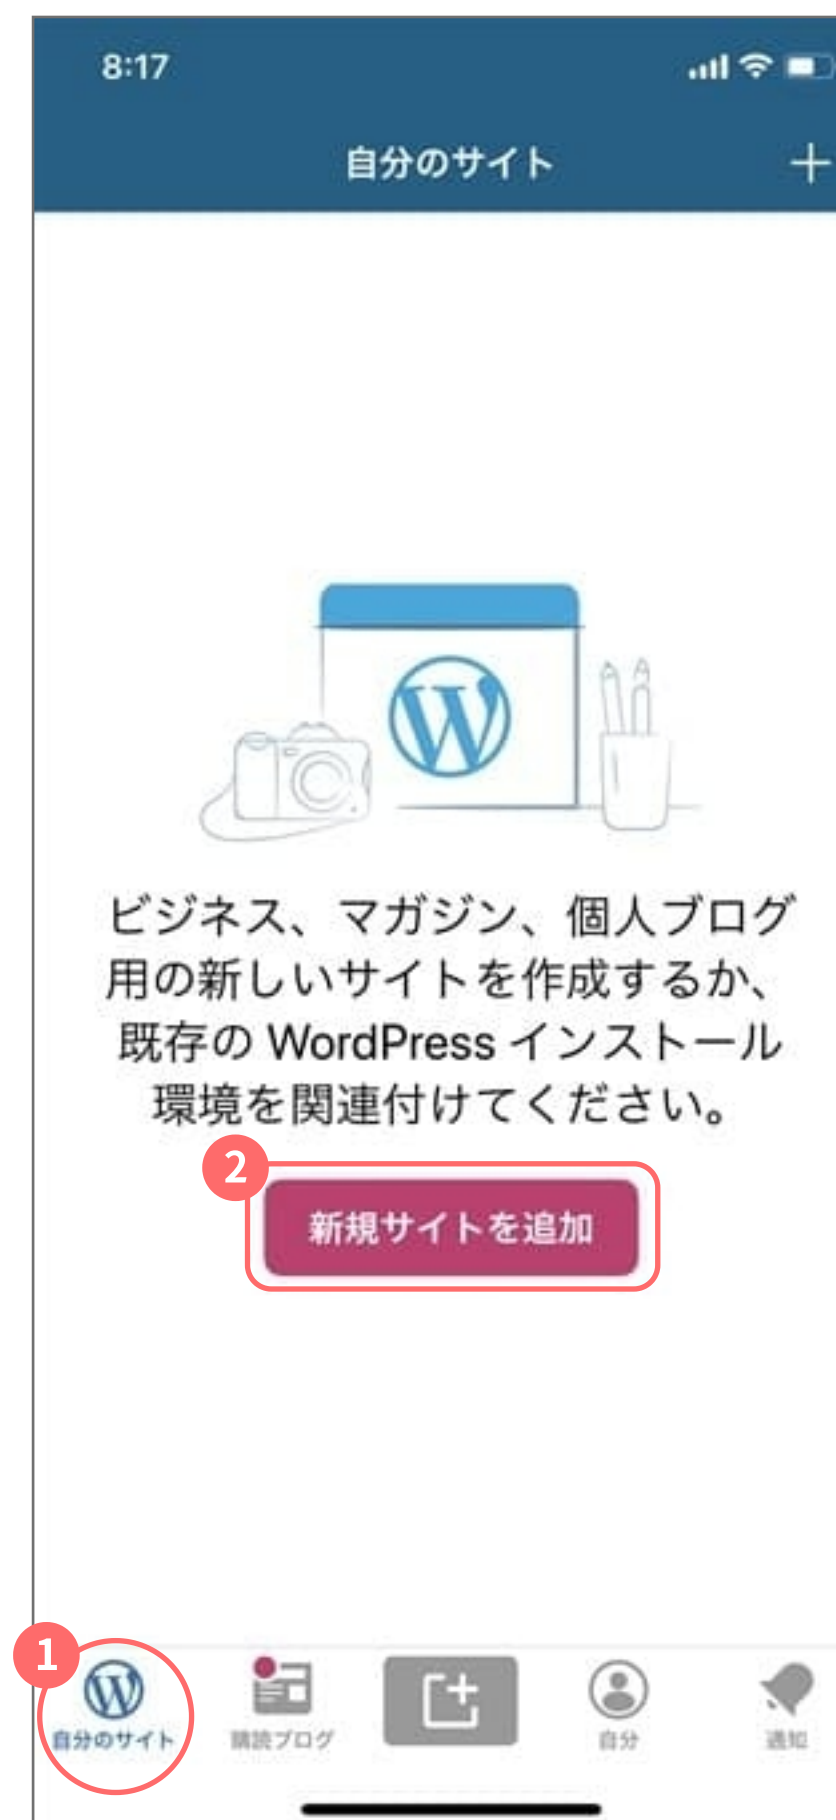 8:17
自分のサイト
ビジネス、マガジン、個人ブログ
用の新しいサイトを作成するか、
既存の WordPress インストール
環境を関連付けてください。
2
新規サイトを追加
1
自分のサイト
購読ブログ
自分
通知